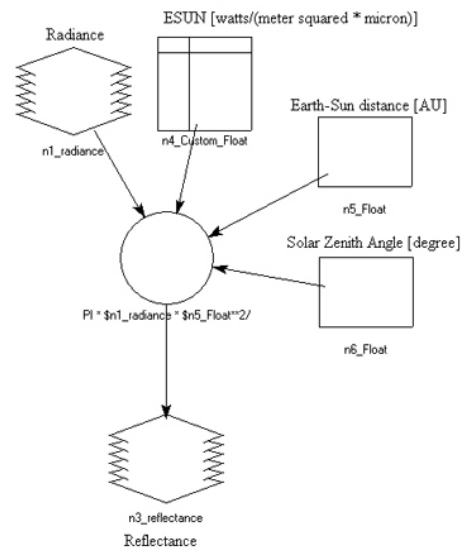 ESUN [watts/(meter squared * micron)]
Radiance
n1_radiance
n4_Custom_Float
Earth-Sun distance [AU]
n5_Float
Solar Zenith Angle [degree]
n6_Float
PI * $n1_radiance * $n5_Float**2/
n3_reflectance
Reflectance